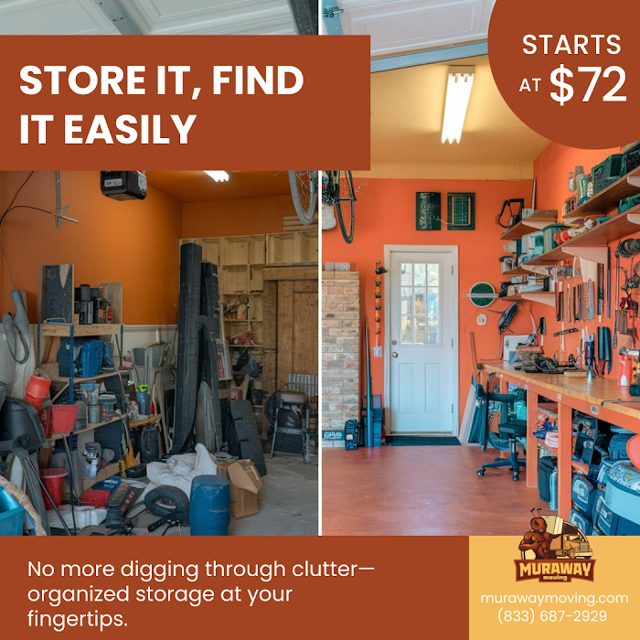 STORE IT, FIND
IT EASILY
STARTS
AT $72
No more digging through clutter—
organized storage at your
fingertips.
MURAWAY
moving
murawaymoving.com
(833) 687-2929